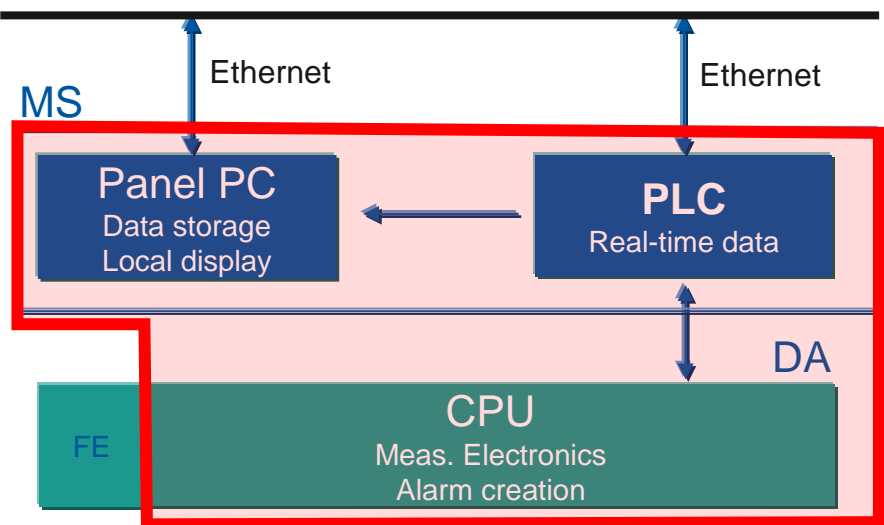 Ethernet
Ethernet
MS
Panel PC
Data storage
Local display
PLC
Real-time data
DA
FE
CPU
Meas. Electronics
Alarm creation